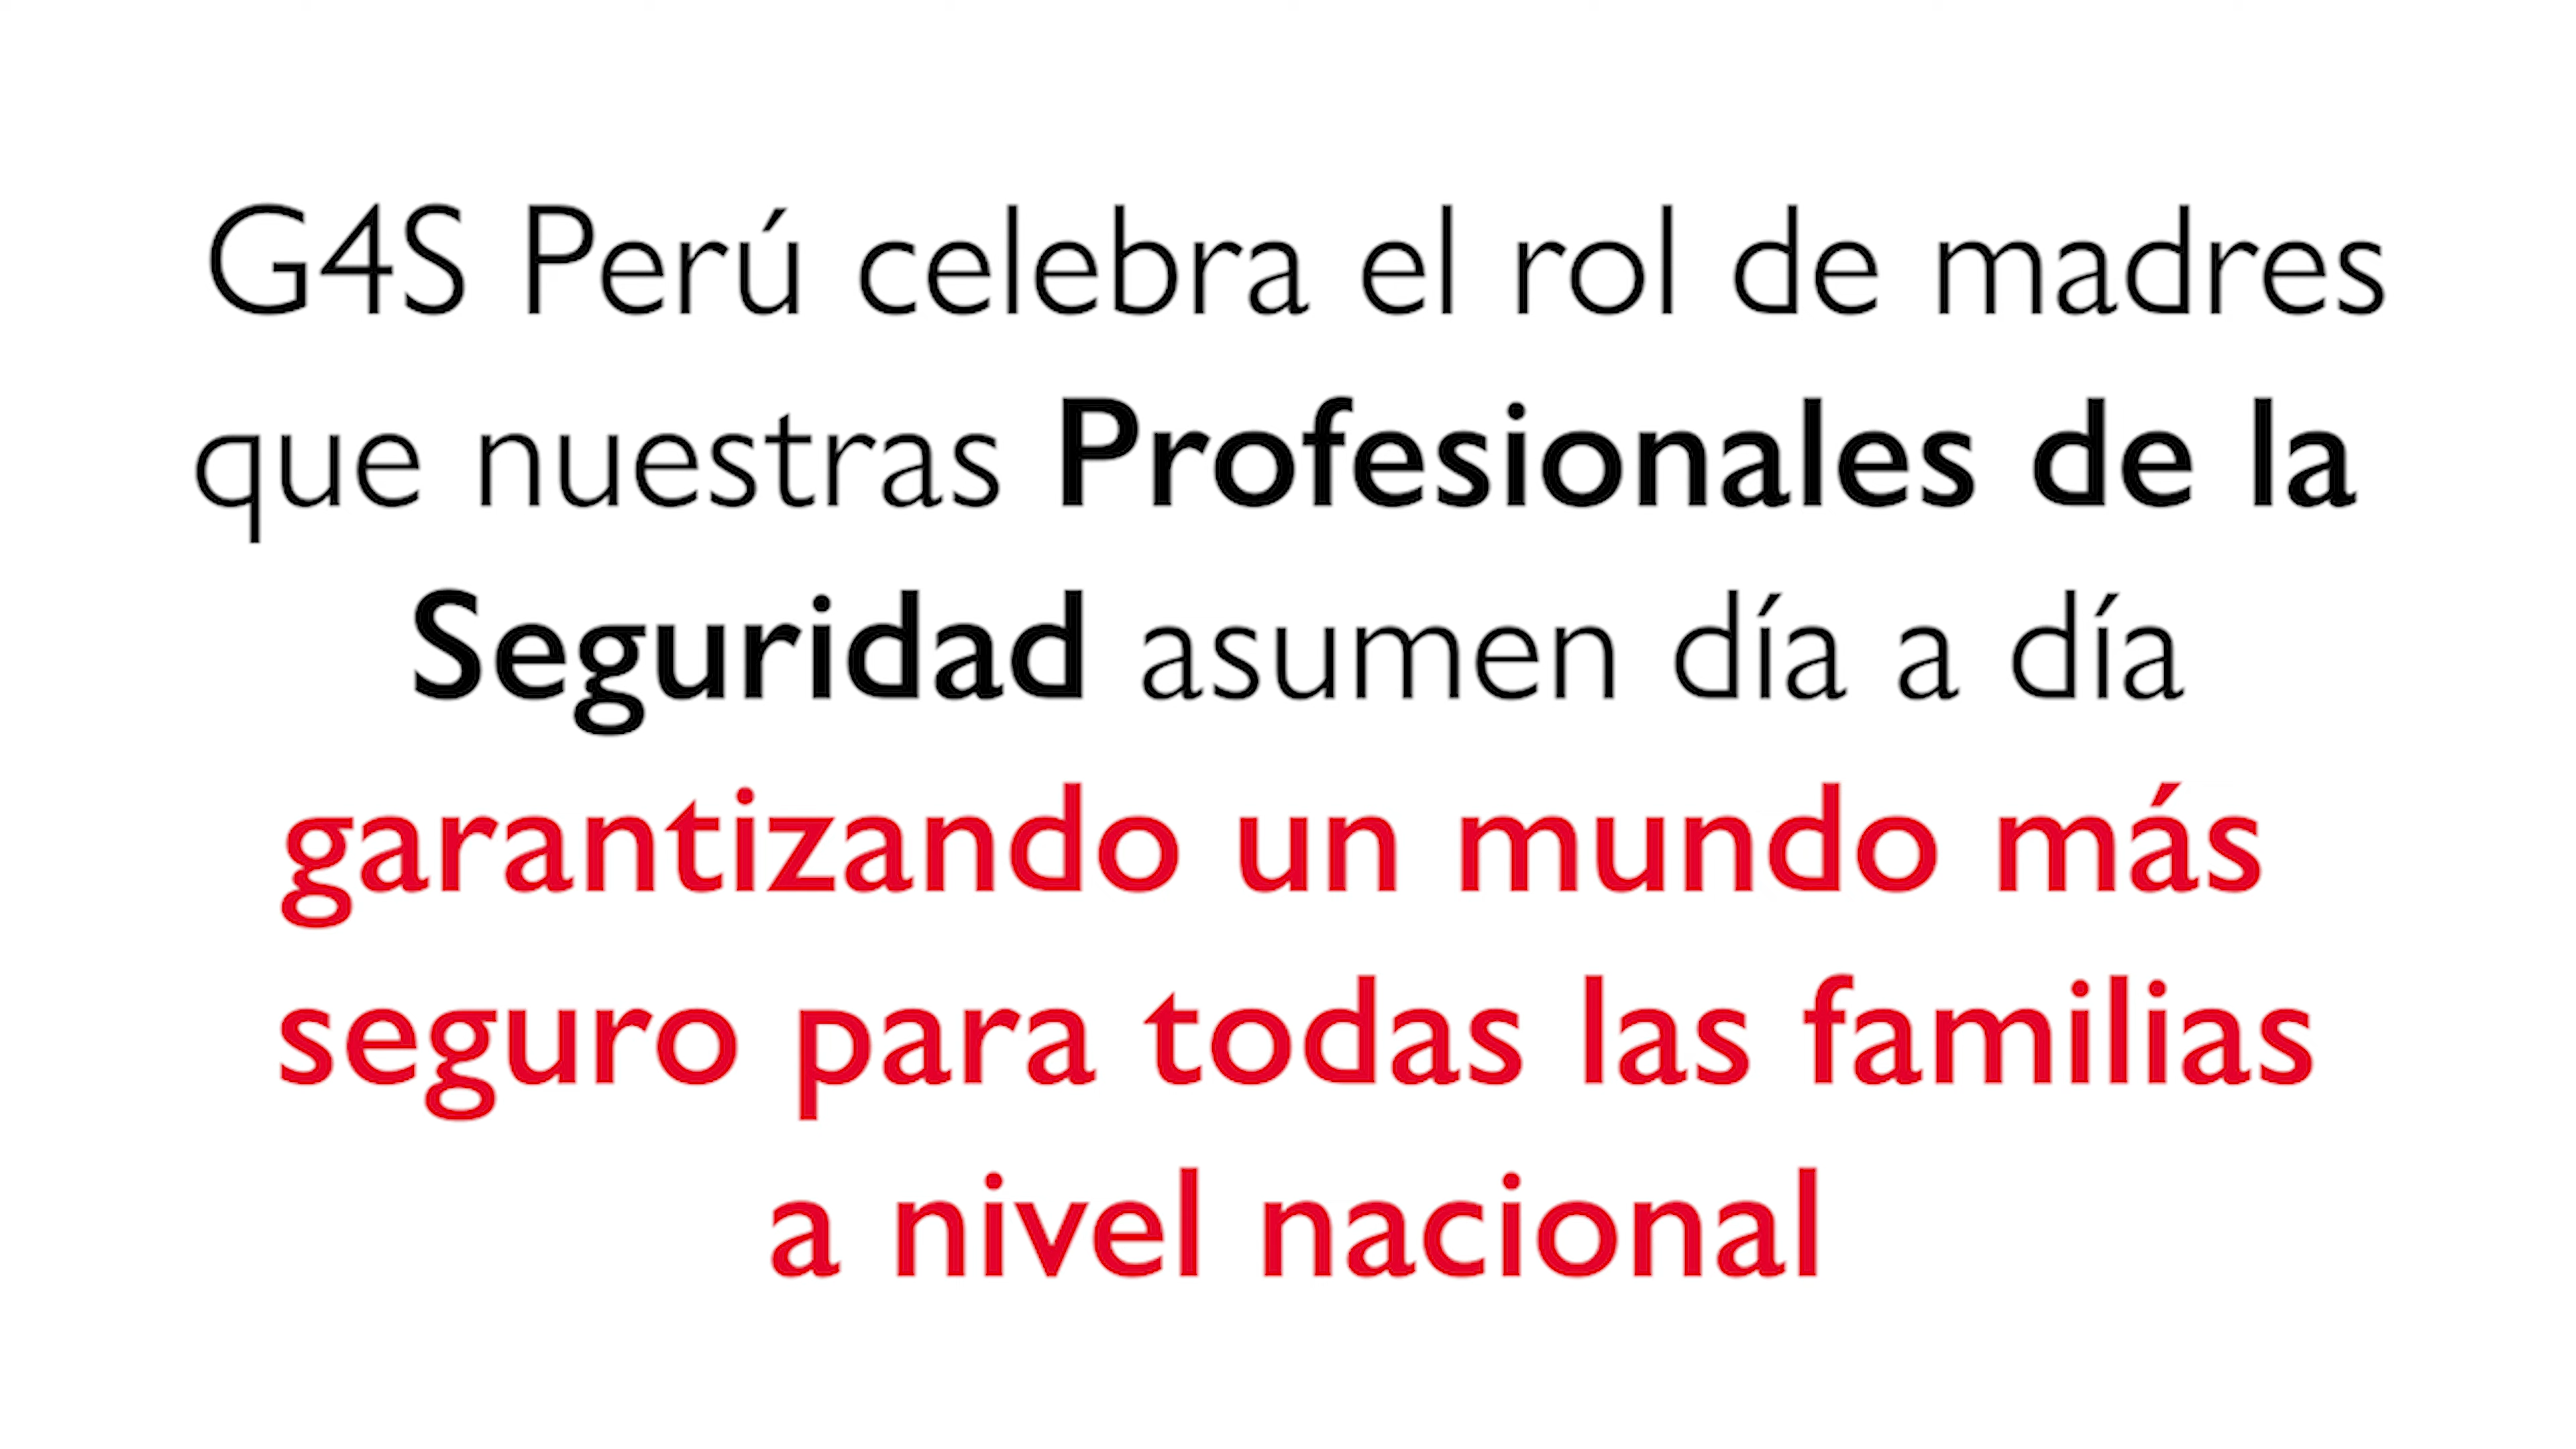 G4S Perú celebra el rol de madres
que nuestras Profesionales de la
Seguridad asumen día a día
garantizando un mundo más
seguro para todas las familias
a nivel nacional